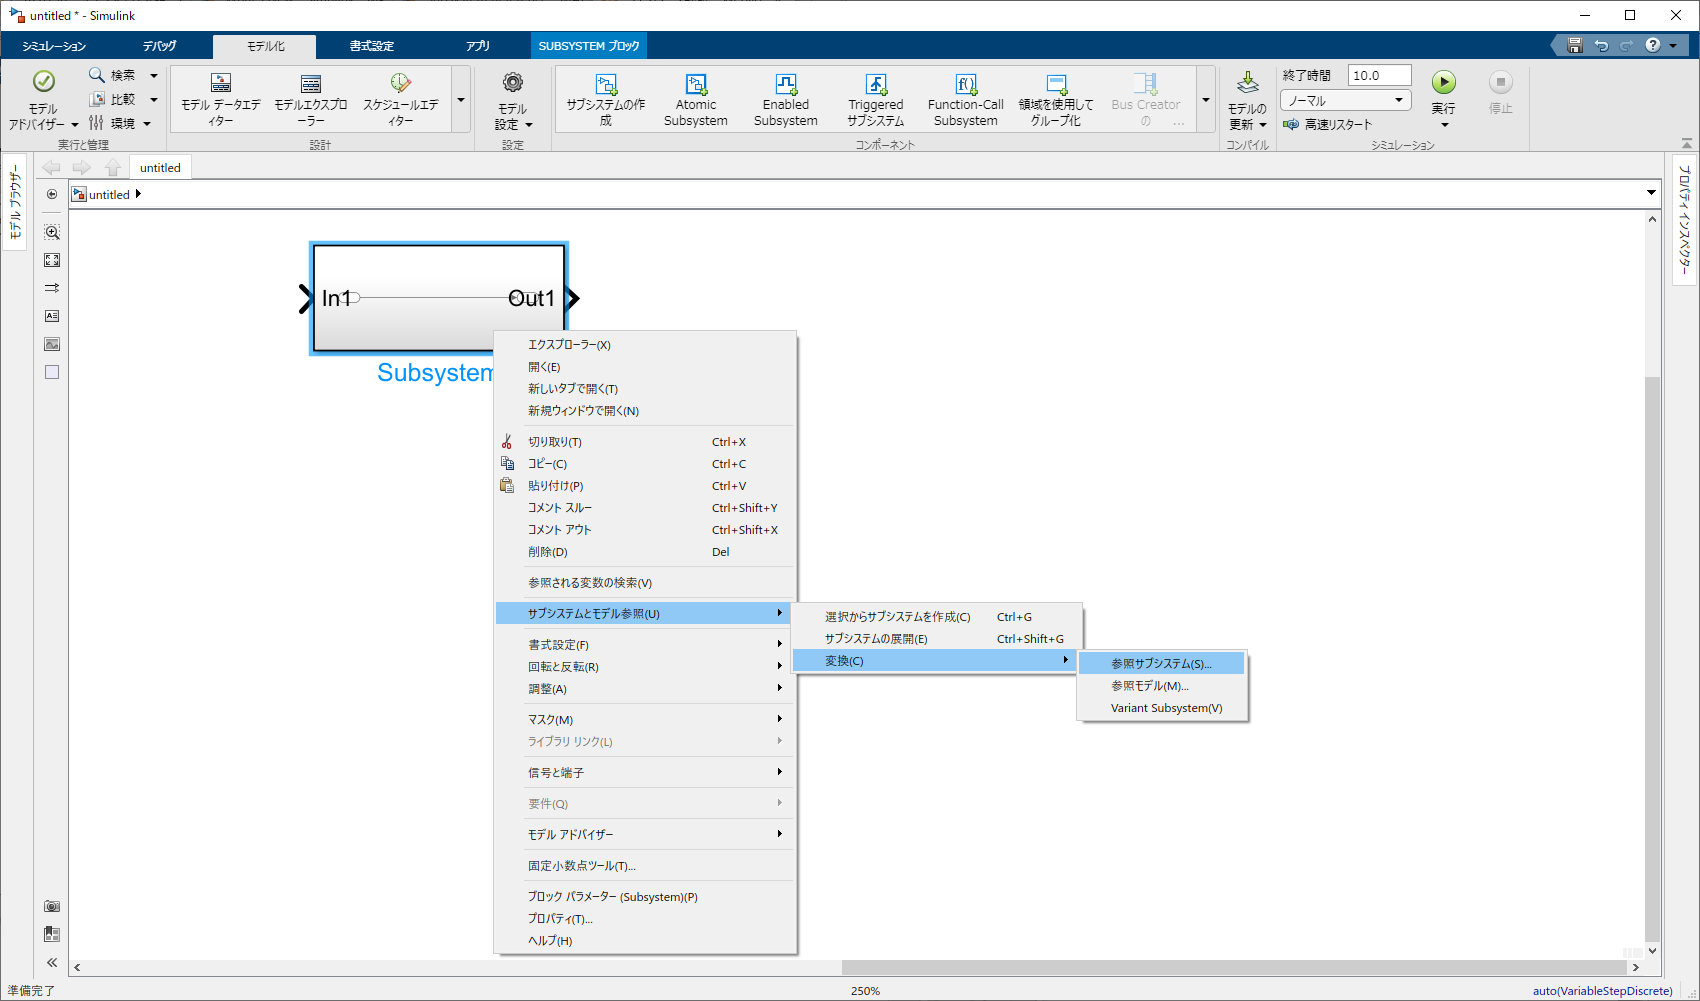 untitled * - Simulink
シミュレーション
デバッグ
モデル化
書式設定
アプリ
SUBSYSTEM ブロック
モデル
アドバイザー
検索
比較
環境
実行と管理
モデル データエデ
ィター
モデルエクスプロ
ーラー
スケジュールエデ
ィター
設計
モデル
設定
設定
サブシステムの作
成
Atomic
Subsystem
Enabled
Subsystem
Triggered
サブシステム
Function-Call
Subsystem
領域を使用して
グループ化
Bus Creator
の ...
コンポーネント
モデルの
更新
コンパイル
終了時間 10.0
ノーマル
高速リスタート
実行
停止
シミュレーション
モデル ブラウザー
untitled
untitled
プロパティ インスペクター
In1
Out1
Subsystem
エクスプローラー(X)
開く(E)
新しいタブで開く(T)
新規ウィンドウで開く(N)
切り取り(T) Ctrl+X
コピー(C) Ctrl+C
貼り付け(P) Ctrl+V
コメント スルー Ctrl+Shift+Y
コメント アウト Ctrl+Shift+X
削除(D) Del
参照される変数の検索(V)
サブシステムとモデル参照(U)
書式設定(F)
回転と反転(R)
調整(A)
マスク(M)
ライブラリ リンク(L)
信号と端子
要件(Q)
モデル アドバイザー
固定小数点ツール(T)...
ブロック パラメーター (Subsystem)(P)
プロパティ(T)...
ヘルプ(H)
選択からサブシステムを作成(C) Ctrl+G
サブシステムの展開(E) Ctrl+Shift+G
変換(C)
参照サブシステム(S)...
参照モデル(M)...
Variant Subsystem(V)
準備完了
250%
auto(VariableStepDiscrete)